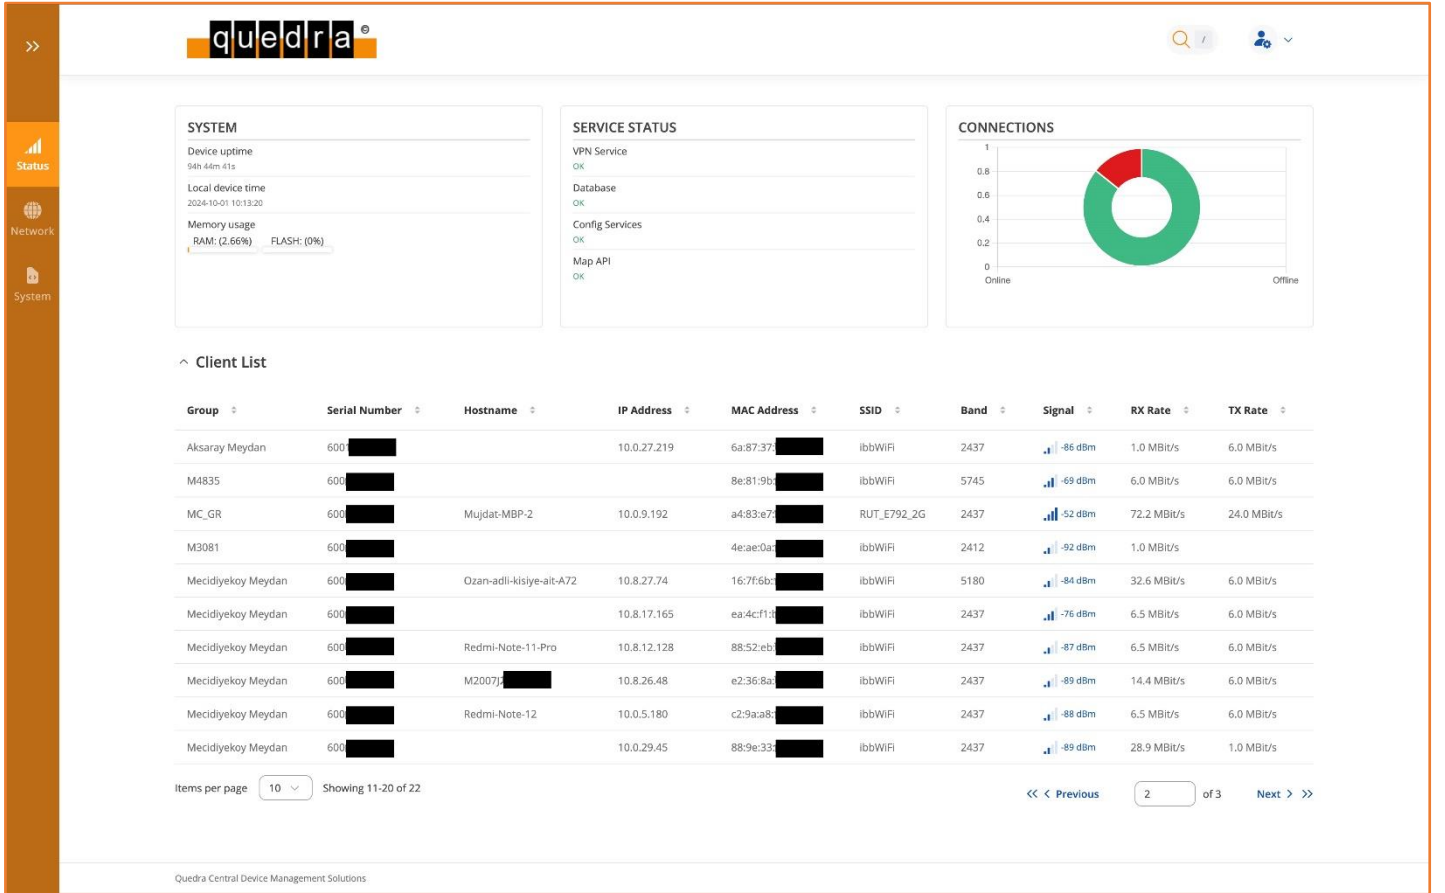 quedra©
/
Status
Network
System
SYSTEM
Device uptime
94h 44m 41s
Local device time
2024-10-01 10:13:20
Memory usage
RAM: (2.66%) FLASH: (0%)
SERVICE STATUS
VPN Service
OK
Database
OK
Config Services
OK
Map API
OK
CONNECTIONS
1
0.8
0.6
0.4
0.2
0
Online Offline
Client List
Group Serial Number Hostname IP Address MAC Address SSID Band Signal RX Rate TX Rate
Aksaray Meydan 6001 10.0.27.219 6a:87:37: ibbWiFi 2437 -86 dBm 1.0 MBit/s 6.0 MBit/s
M4835 600 8e:81:9b: ibbWiFi 5745 -69 dBm 6.0 MBit/s 6.0 MBit/s
MC_GR 600 Mujdat-MBP-2 10.0.9.192 a4:83:e7: RUT_E792_2G 2437 -52 dBm 72.2 MBit/s 24.0 MBit/s
M3081 600 4e:ae:0a: ibbWiFi 2412 -92 dBm 1.0 MBit/s
Mecidiyekoy Meydan 600 Ozan-adli-kisiye-ait-A72 10.8.27.74 16:7f:6b: ibbWiFi 5180 -84 dBm 32.6 MBit/s 6.0 MBit/s
Mecidiyekoy Meydan 600 10.8.17.165 ea:4c:f1: ibbWiFi 2437 -76 dBm 6.5 MBit/s 6.0 MBit/s
Mecidiyekoy Meydan 600 Redmi-Note-11-Pro 10.8.12.128 88:52:eb: ibbWiFi 2437 -87 dBm 6.5 MBit/s 6.0 MBit/s
Mecidiyekoy Meydan 600 M2007J 10.8.26.48 e2:36:8a: ibbWiFi 2437 -89 dBm 14.4 MBit/s 6.0 MBit/s
Mecidiyekoy Meydan 600 Redmi-Note-12 10.0.5.180 c2:9a:a8: ibbWiFi 2437 -88 dBm 6.5 MBit/s 6.0 MBit/s
Mecidiyekoy Meydan 600 10.0.29.45 88:9e:33: ibbWiFi 2437 -89 dBm 28.9 MBit/s 1.0 MBit/s
Items per page 10 Showing 11-20 of 22 Previous 2 of 3 Next
Quedra Central Device Management Solutions